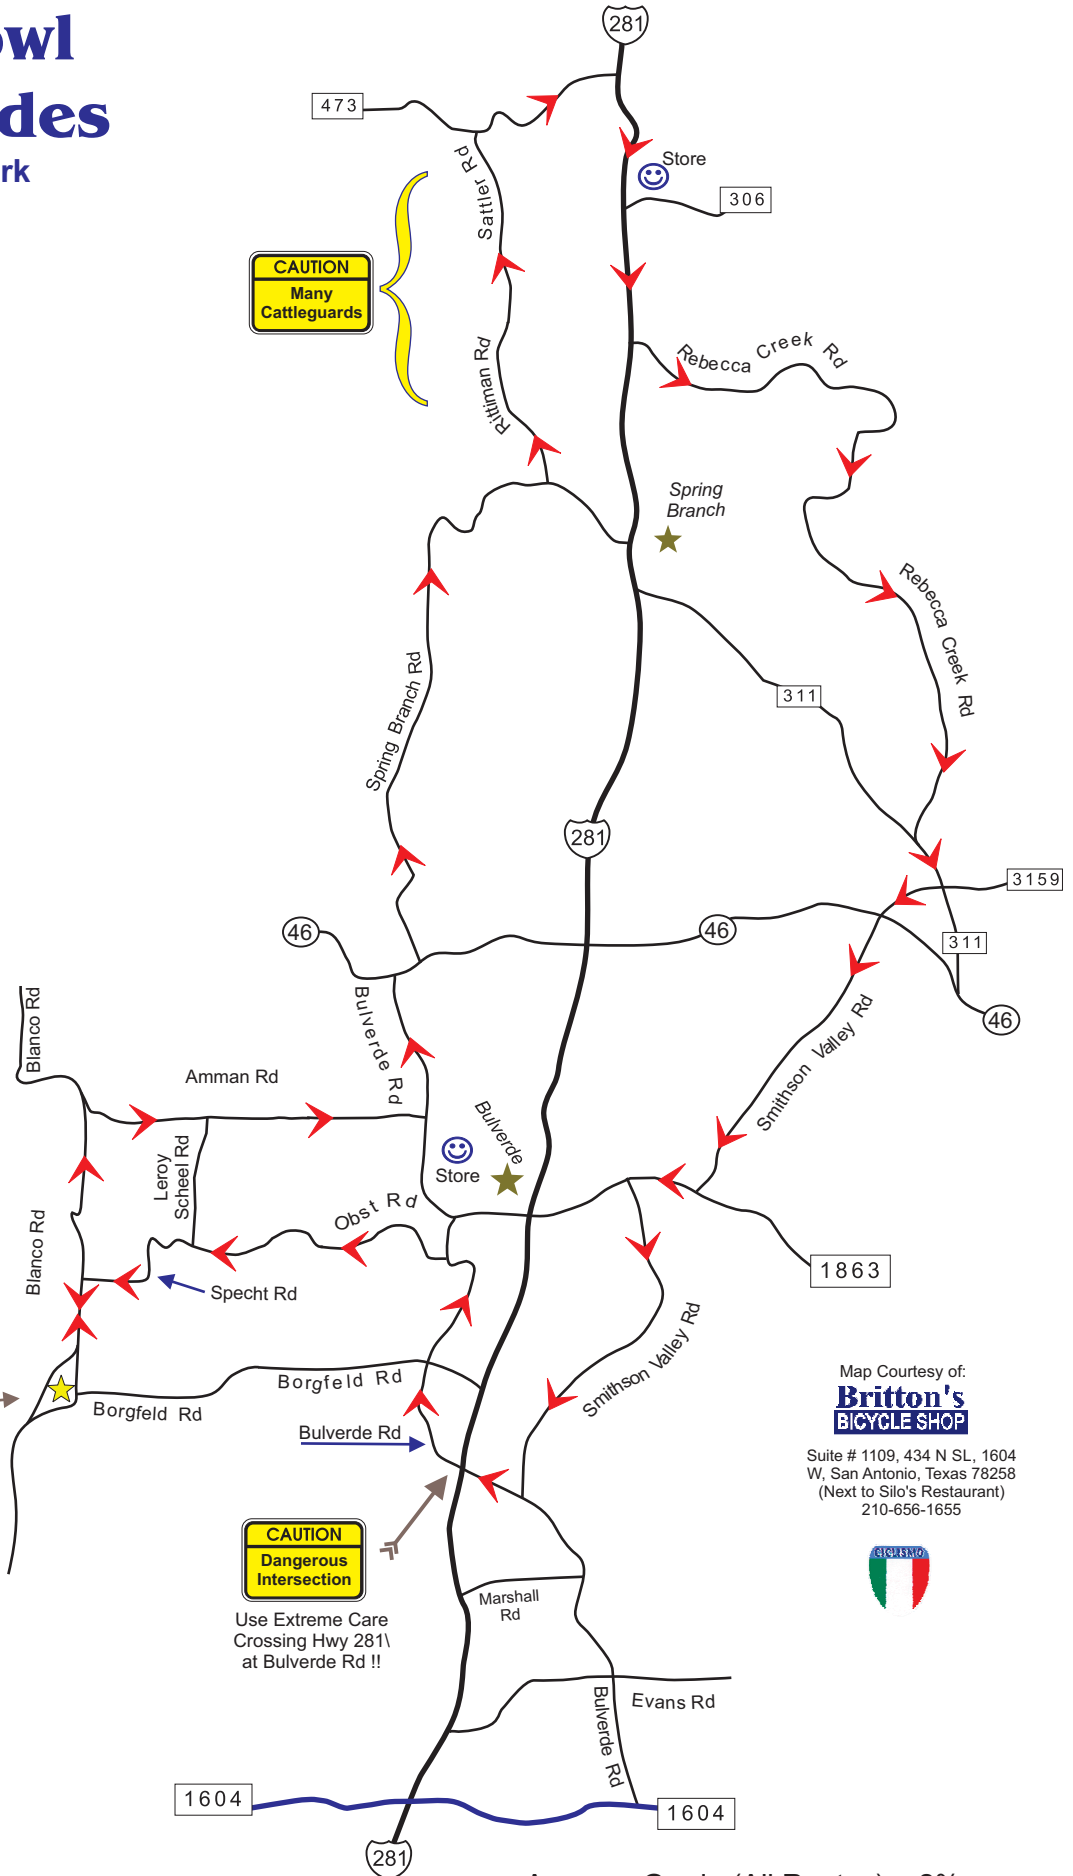 owl
des
rk
281
473
Store
306
Sattler Rd
CAUTION
Many
Cattleguards
Rittiman Rd
Rebecca Creek Rd
Spring
Branch
Rebecca Creek Rd
Spring Branch Rd
311
281
3159
46
46
311
46
Blanco Rd
Bulverde Rd
Smithson Valley Rd
Amman Rd
Bulverde
Leroy
Scheel Rd
Store
Obst Rd
Blanco Rd
1863
Specht Rd
Smithson Valley Rd
Borgfeld Rd
Borgfeld Rd
Bulverde Rd
Map Courtesy of:
Britton's
BICYCLE SHOP
Suite # 1109, 434 N SL, 1604
W, San Antonio, Texas 78258
(Next to Silo's Restaurant)
210-656-1655
CICLISMO
CAUTION
Dangerous
Intersection
Use Extreme Care
Crossing Hwy 281\
at Bulverde Rd !!
Marshall
Rd
Evans Rd
Bulverde Rd
1604
1604
281